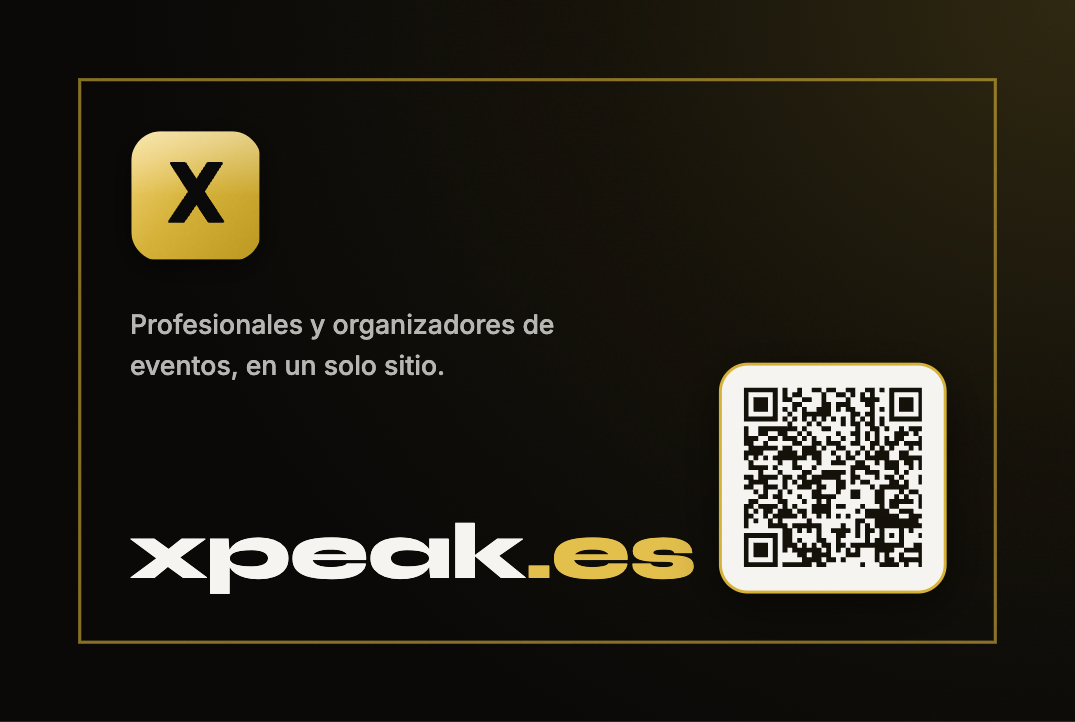 X
Profesionales y organizadores de
eventos, en un solo sitio.
xpeak.es